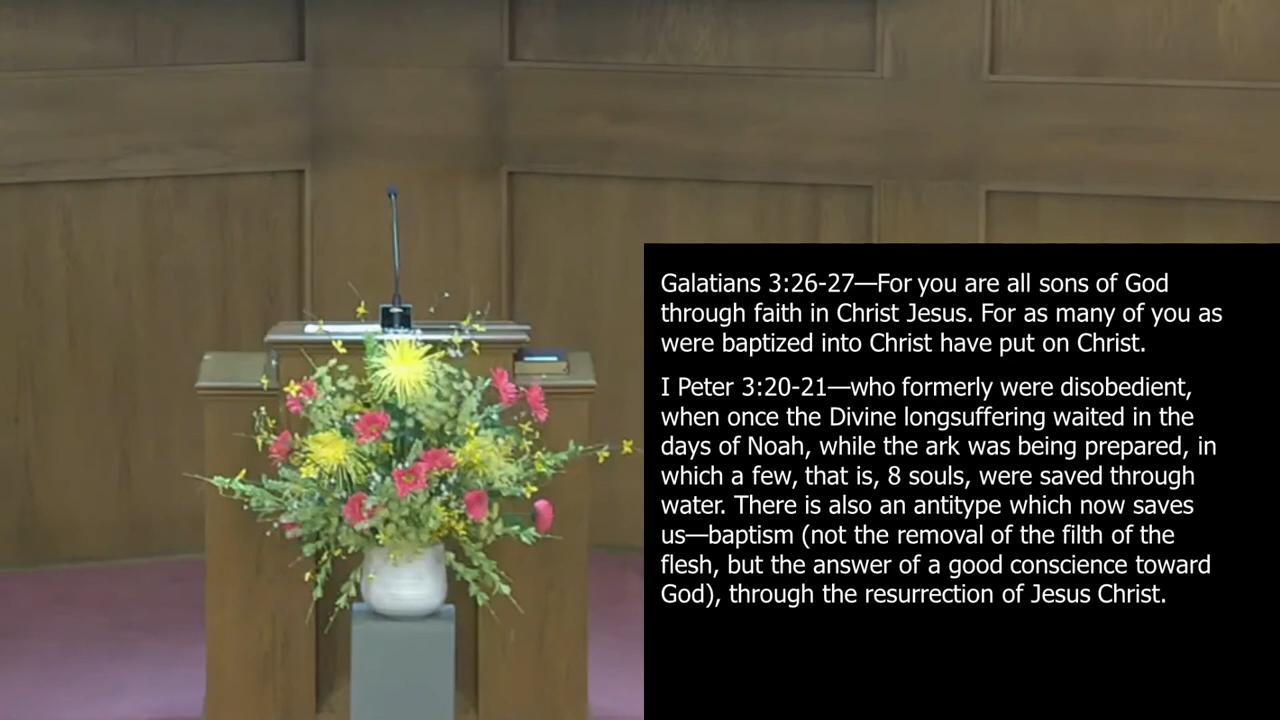 Galatians 3:26-27—For you are all sons of God
through faith in Christ Jesus. For as many of you as
were baptized into Christ have put on Christ.
I Peter 3:20-21—who formerly were disobedient,
when once the Divine longsuffering waited in the
days of Noah, while the ark was being prepared, in
which a few, that is, 8 souls, were saved through
water. There is also an antitype which now saves
us—baptism (not the removal of the filth of the
flesh, but the answer of a good conscience toward
God), through the resurrection of Jesus Christ.